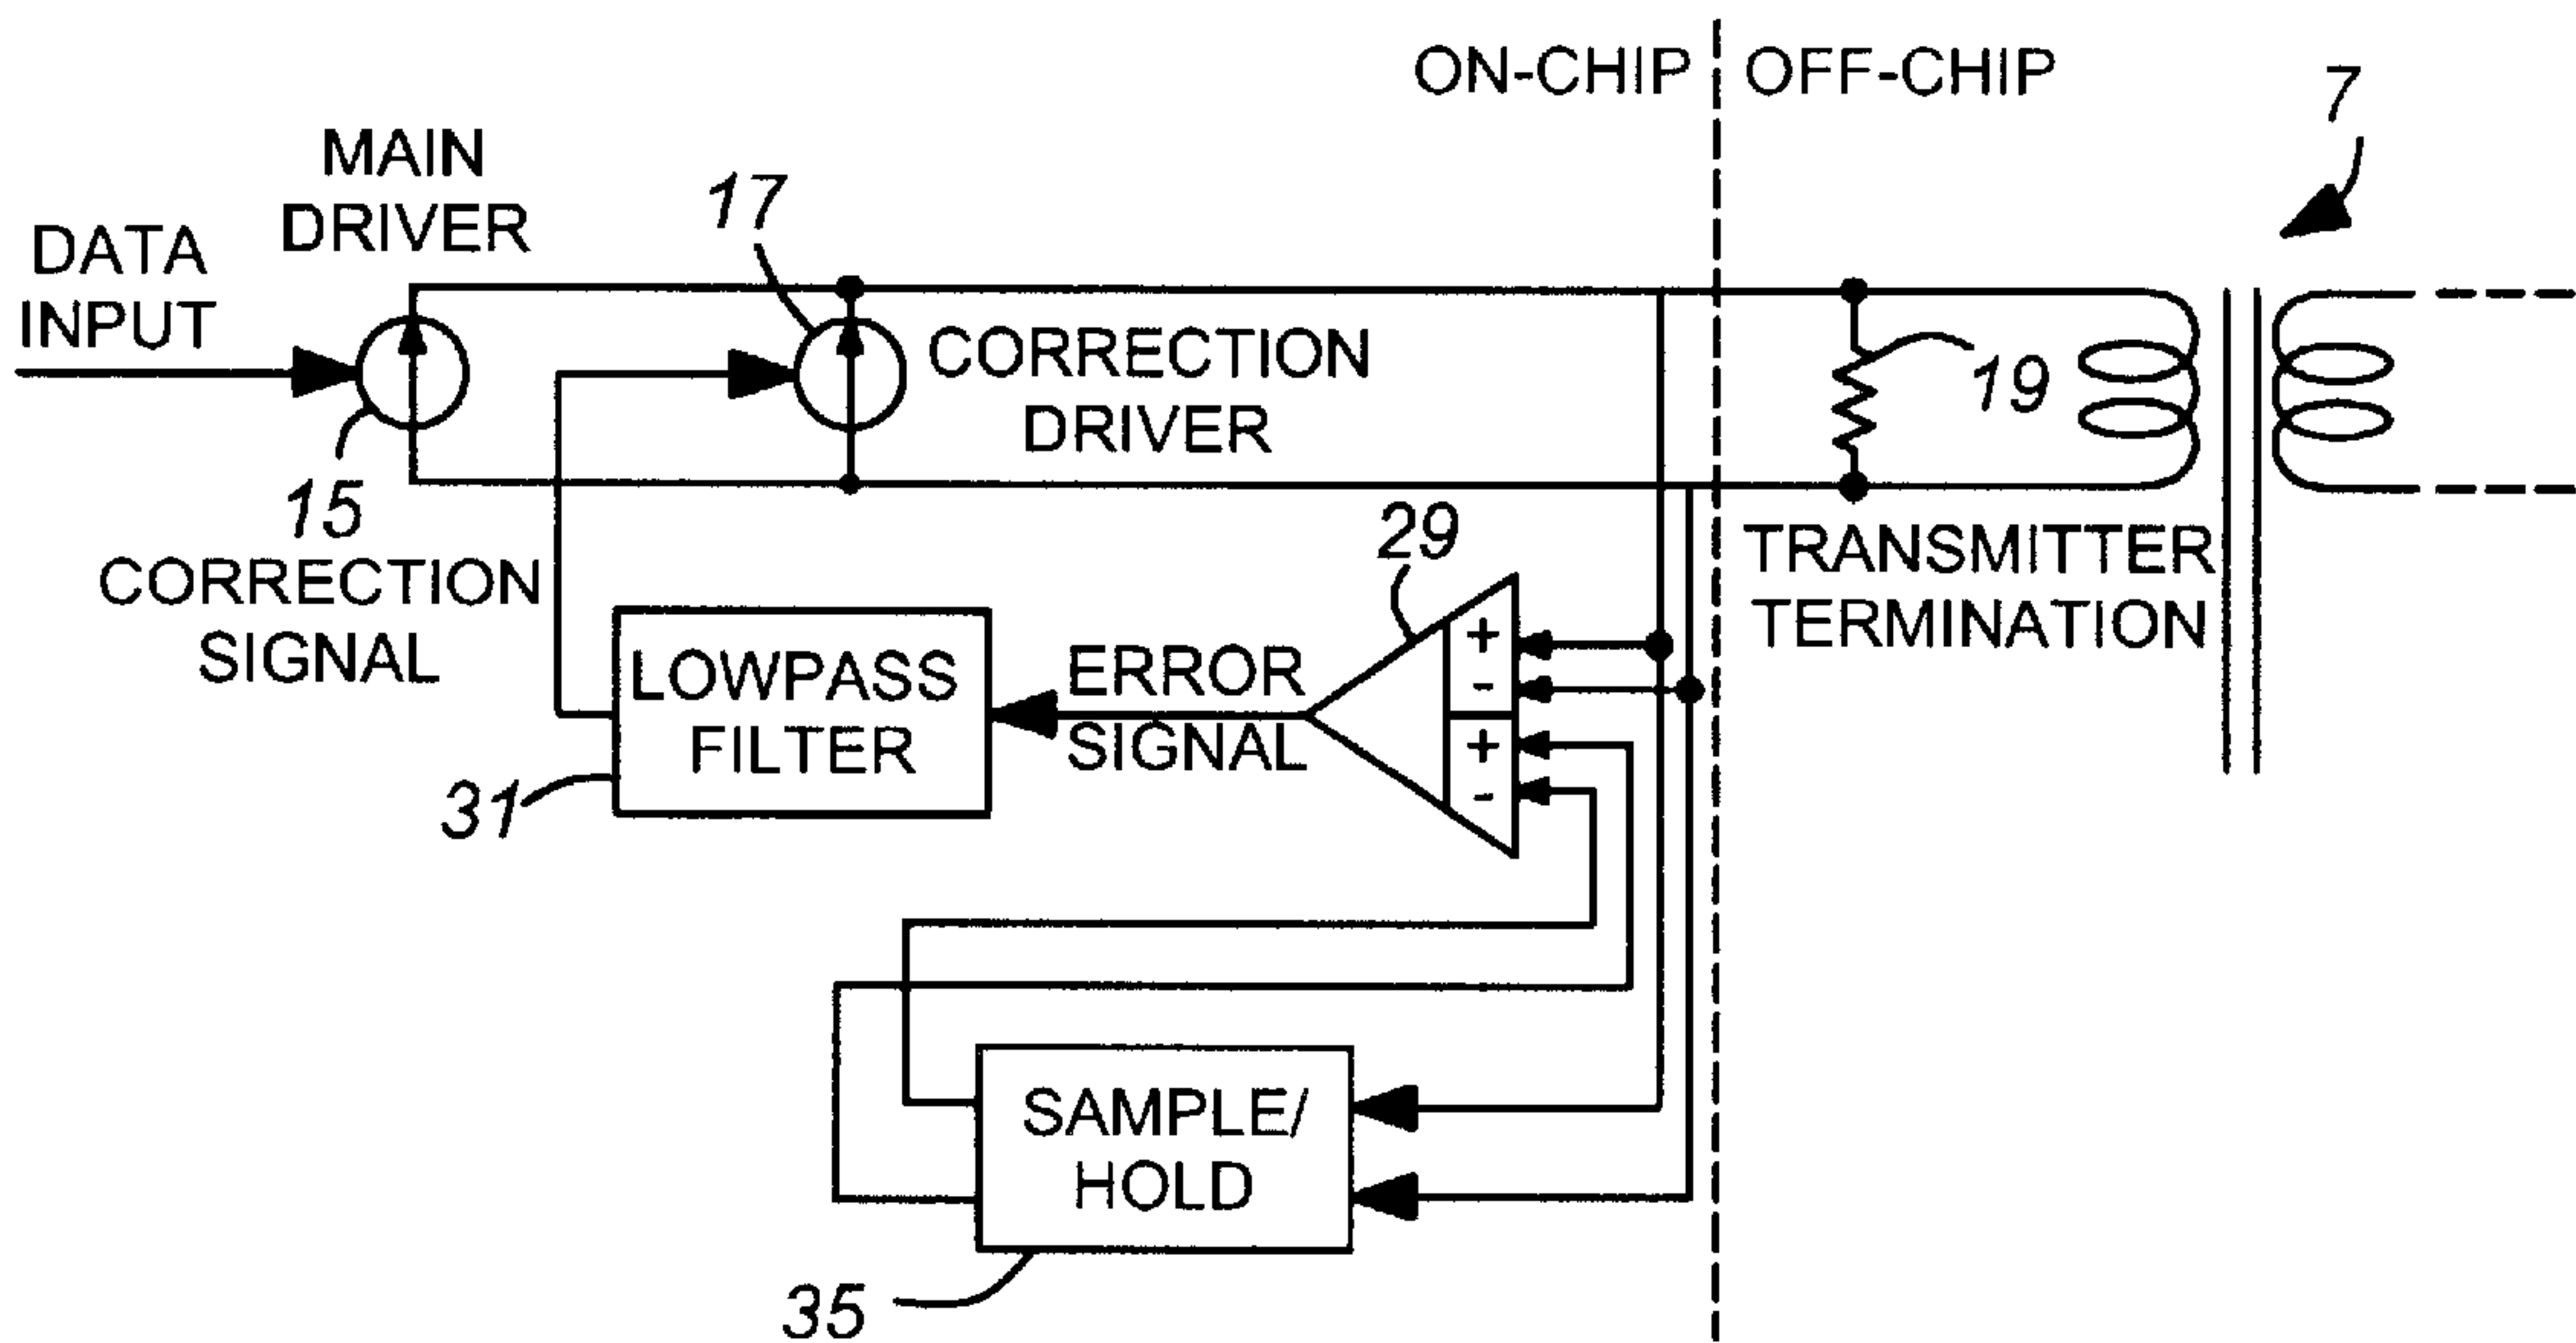 ON-CHIP
OFF-CHIP
7
MAIN
DRIVER
17
DATA
INPUT
CORRECTION
DRIVER
19
15
CORRECTION
SIGNAL
29
TRANSMITTER
TERMINATION
+
-
+
-
ERROR
SIGNAL
LOWPASS
FILTER
31
SAMPLE/
HOLD
35